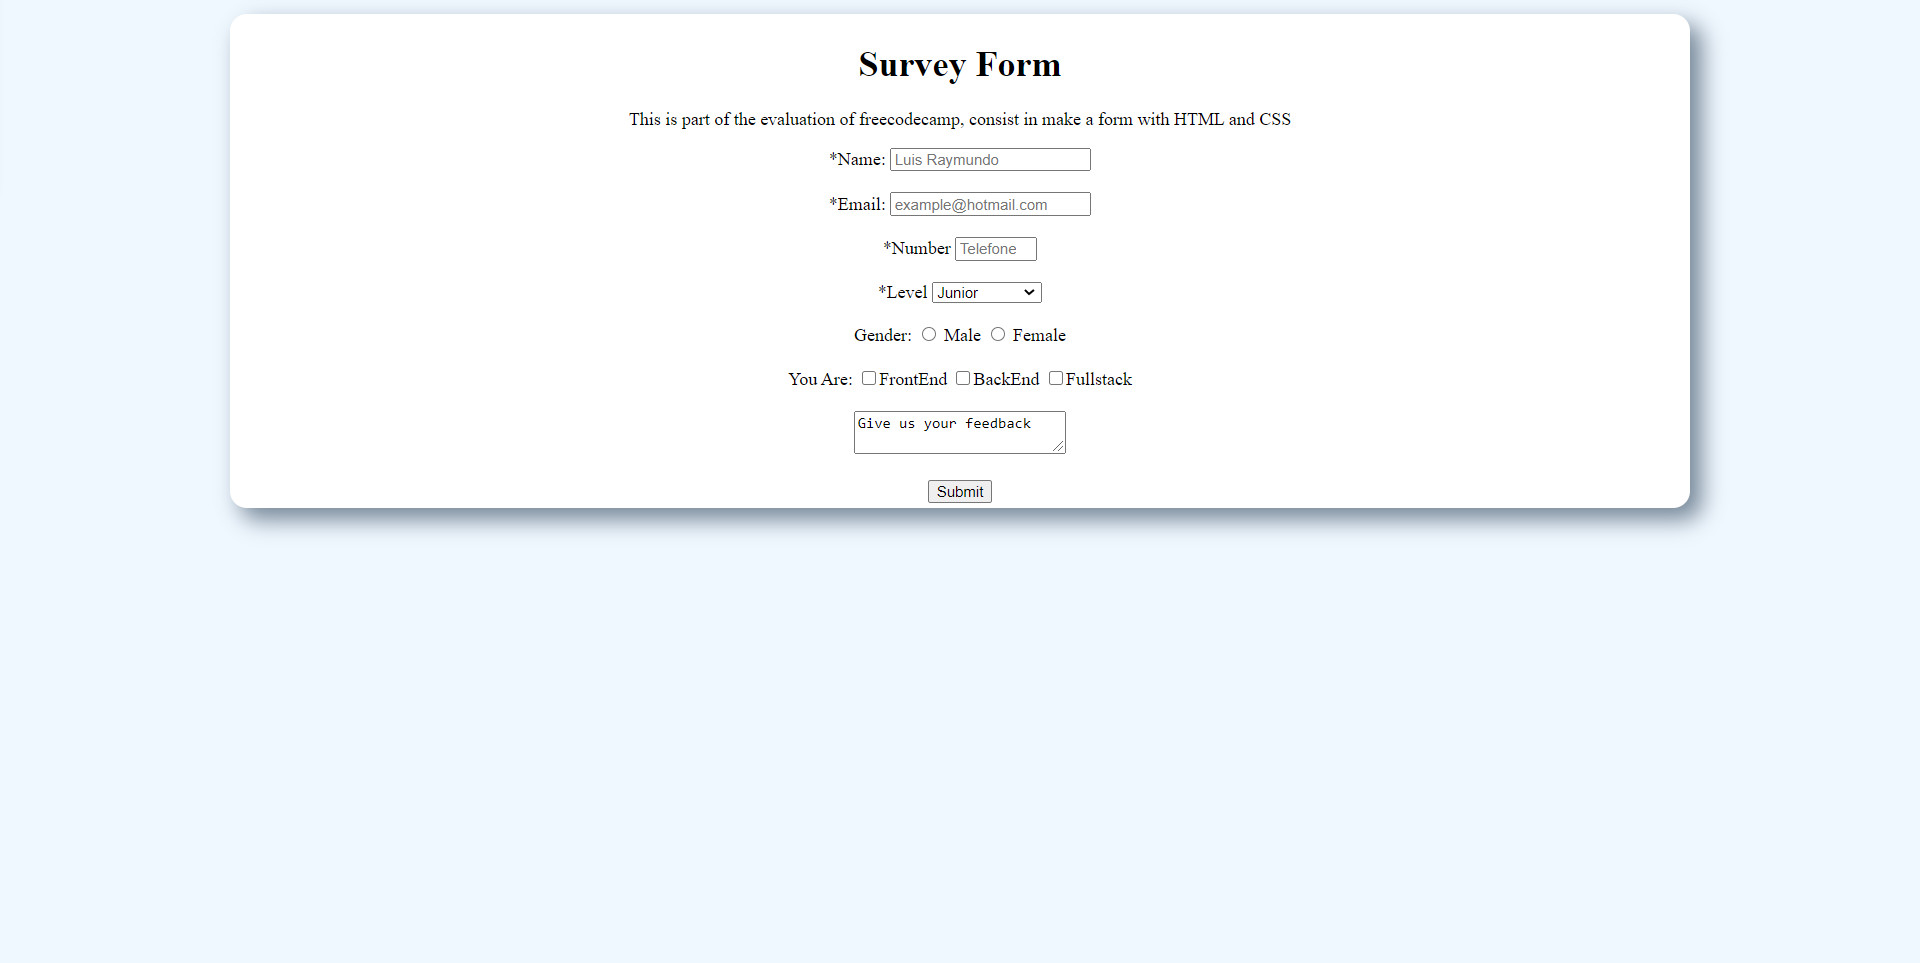 Survey Form
This is part of the evaluation of freecodecamp, consist in make a form with HTML and CSS
*Name: Luis Raymundo
*Email: example@hotmail.com
*Number Telefone
*Level Junior
Gender: Male Female
You Are: FrontEnd BackEnd Fullstack
Give us your feedback
Submit